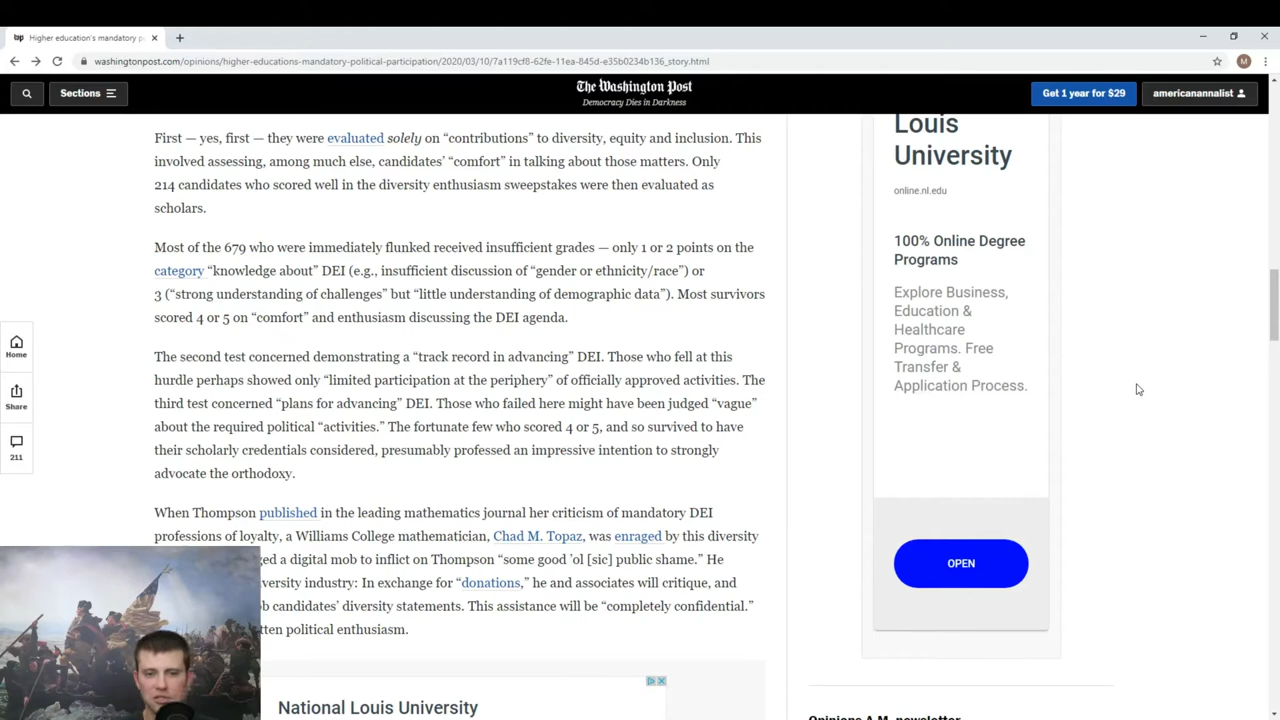 Higher education's mandatory p
washingtonpost.com/opinions/higher-educations-mandatory-political-participation/2020/03/10/7a119cf8-62fe-11ea-845d-e35b0234b136_story.html
M
Sections
The Washington Post
Democracy Dies in Darkness
Get 1 year for $29
americanannalist
First — yes, first — they were evaluated solely on “contributions” to diversity, equity and inclusion. This
involved assessing, among much else, candidates’ “comfort” in talking about those matters. Only
214 candidates who scored well in the diversity enthusiasm sweepstakes were then evaluated as
scholars.
Most of the 679 who were immediately flunked received insufficient grades — only 1 or 2 points on the
category “knowledge about” DEI (e.g., insufficient discussion of “gender or ethnicity/race”) or
3 (“strong understanding of challenges” but “little understanding of demographic data”). Most survivors
scored 4 or 5 on “comfort” and enthusiasm discussing the DEI agenda.
The second test concerned demonstrating a “track record in advancing” DEI. Those who fell at this
hurdle perhaps showed only “limited participation at the periphery” of officially approved activities. The
third test concerned “plans for advancing” DEI. Those who failed here might have been judged “vague”
about the required political “activities.” The fortunate few who scored 4 or 5, and so survived to have
their scholarly credentials considered, presumably professed an impressive intention to strongly
advocate the orthodoxy.
When Thompson published in the leading mathematics journal her criticism of mandatory DEI
professions of loyalty, a Williams College mathematician, Chad M. Topaz, was enraged by this diversity
ged a digital mob to inflict on Thompson “some good ’ol [sic] public shame.” He
versity industry: In exchange for “donations,” he and associates will critique, and
ob candidates’ diversity statements. This assistance will be “completely confidential.”
tten political enthusiasm.
Home
Share
211
National Louis University
Louis
University
online.nl.edu
100% Online Degree
Programs
Explore Business,
Education &
Healthcare
Programs. Free
Transfer &
Application Process.
OPEN
Opinions A.M. newsletter